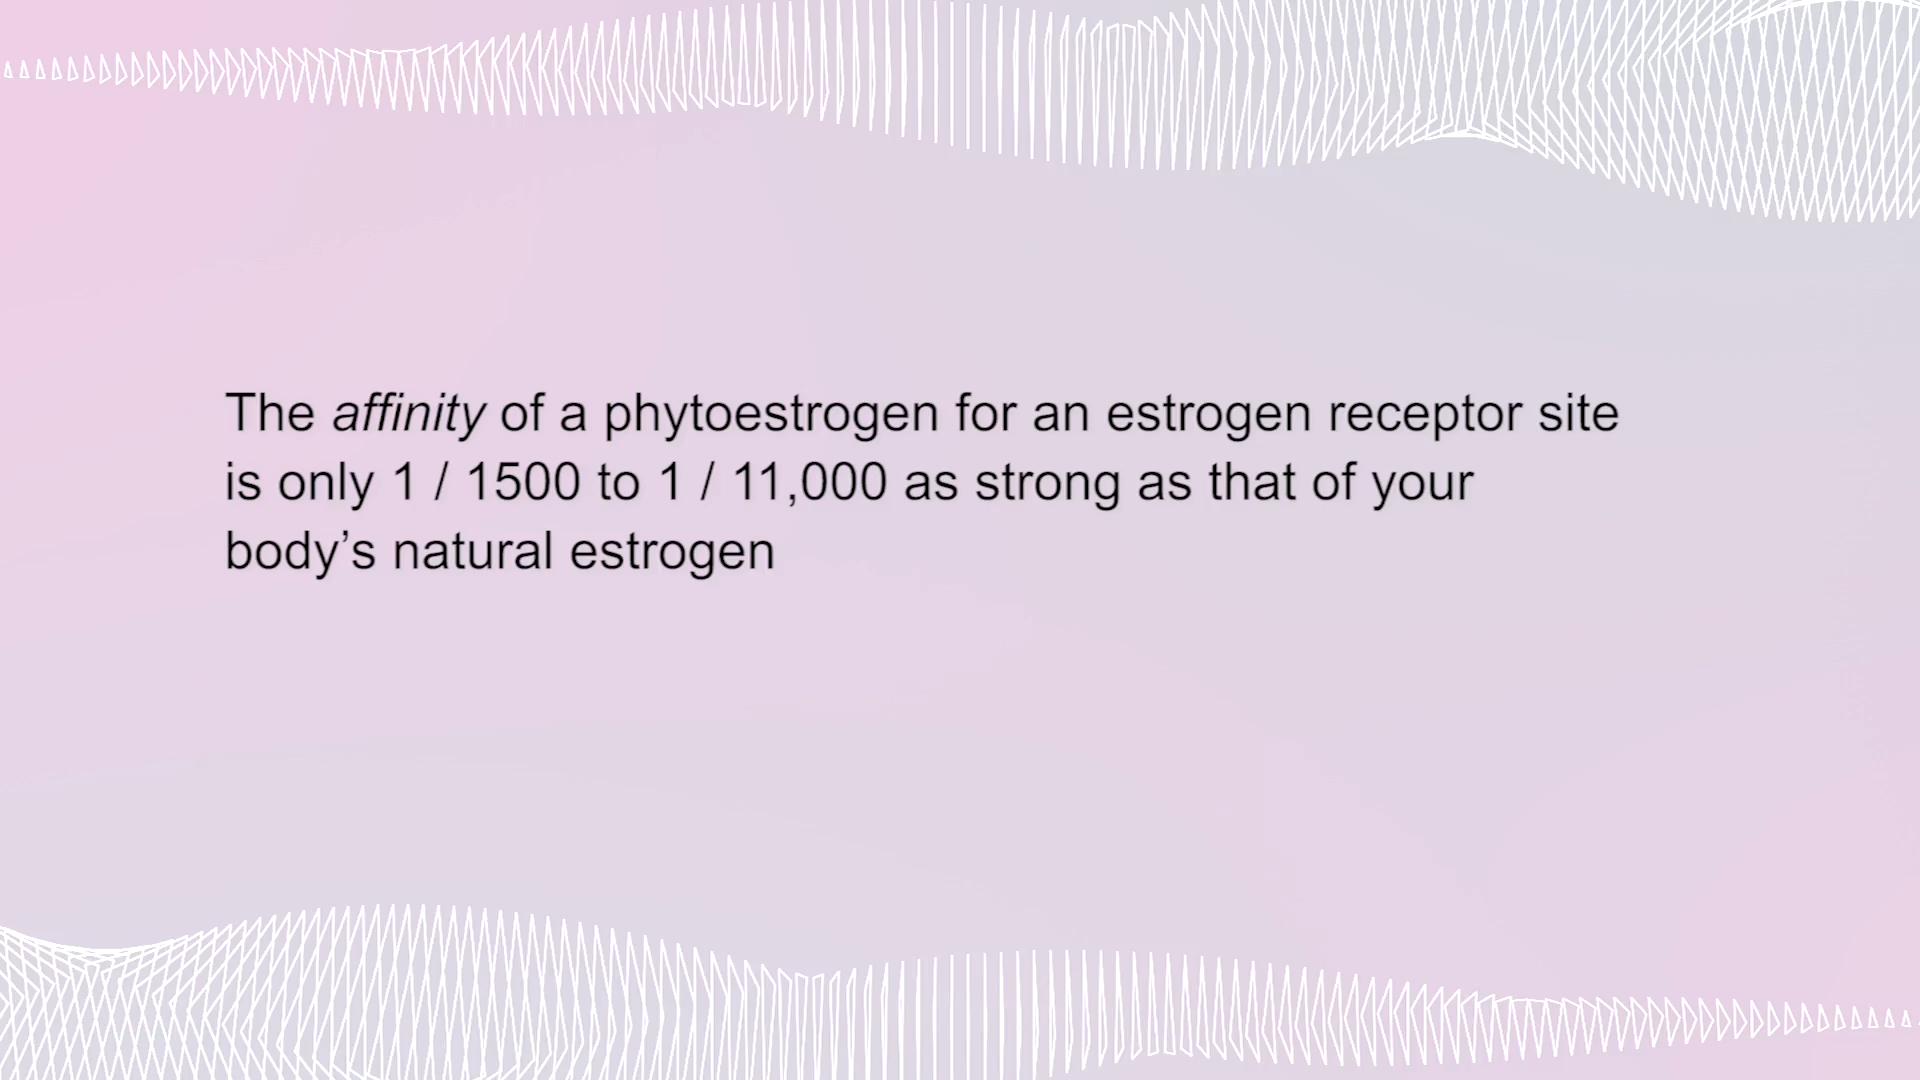 The affinity of a phytoestrogen for an estrogen receptor site
is only 1 / 1500 to 1 / 11,000 as strong as that of your
body’s natural estrogen